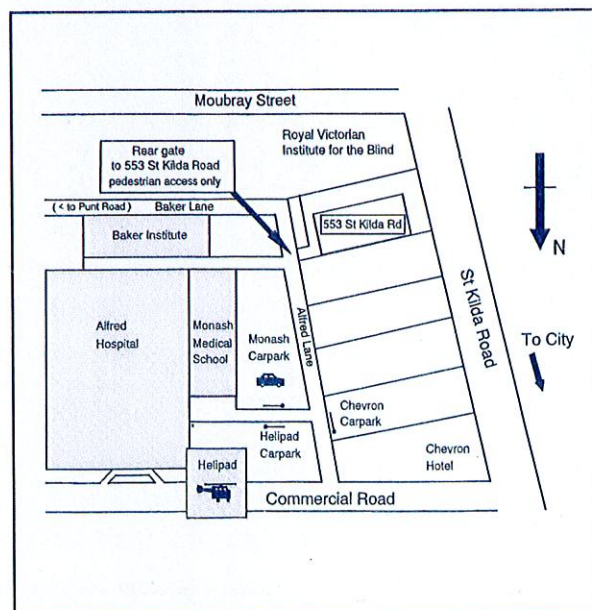 Moubray Street
Royal Victorian
Institute for the Blind
Rear gate
to 553 St Kilda Road
pedestrian access only
( < to Punt Road) Baker Lane
Baker Institute
553 St Kilda Rd
N
St Kilda Road
To City
Alfred
Hospital
Monash
Medical
School
Monash
Carpark
Alfred Lane
Chevron
Carpark
Helipad
Carpark
Chevron
Hotel
Helipad
Commercial Road